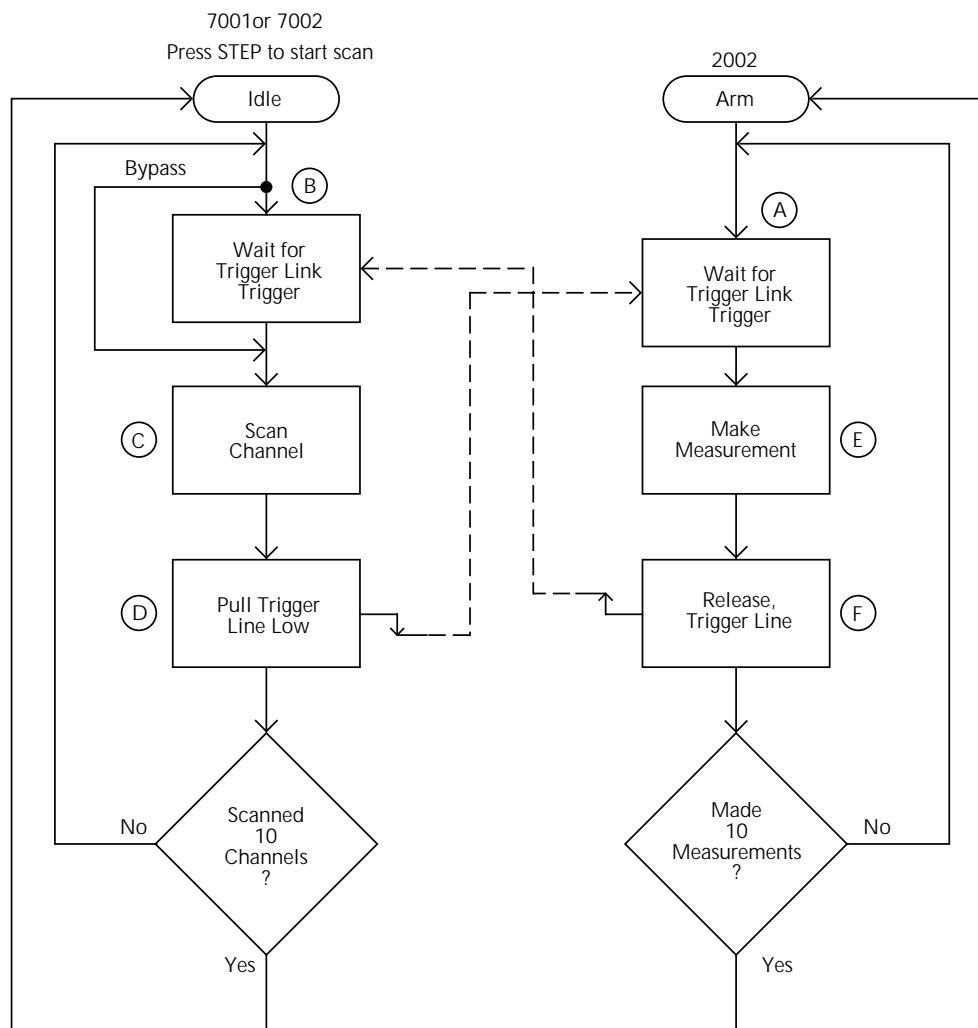 7001or 7002
Press STEP to start scan
Idle
Bypass
B
Wait for
Trigger Link
Trigger
C
Scan
Channel
D
Pull Trigger
Line Low
No
Scanned
10
Channels
?
Yes
2002
Arm
A
Wait for
Trigger Link
Trigger
Make
Measurement
E
Release,
Trigger Line
F
Made
10
Measurements
?
No
Yes